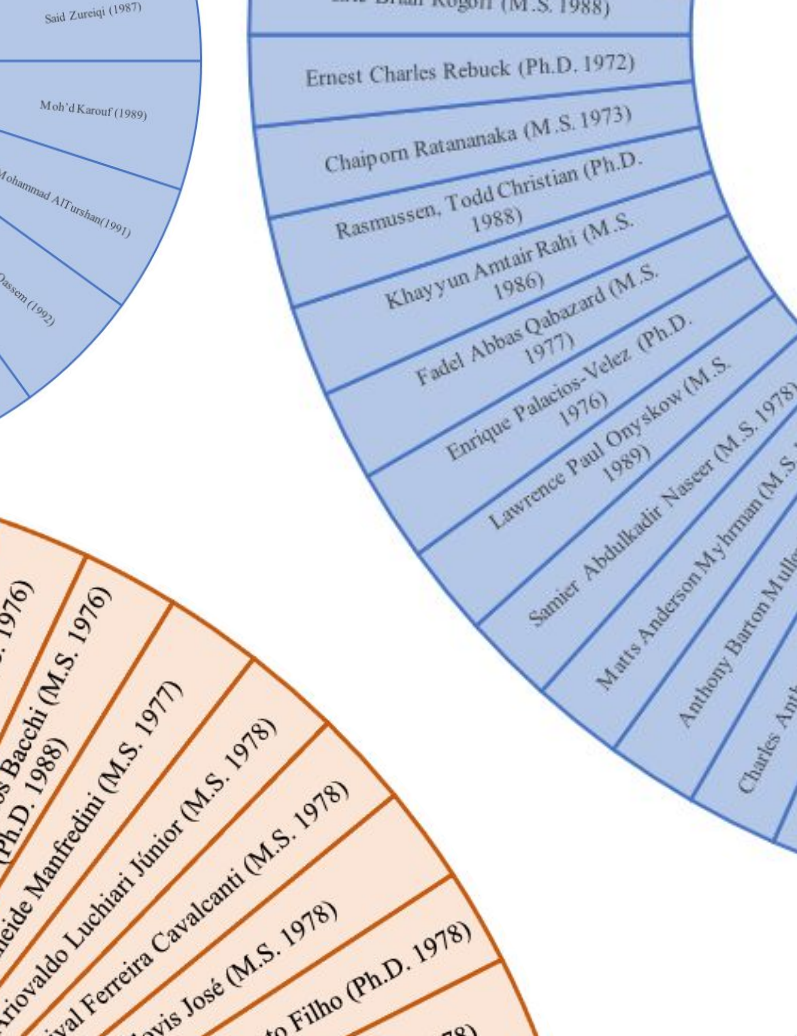 Said Zureiqi (1987)
Moh'd Karouf (1989)
Mohammad AlTurshan(1991)
(1992)
Brian Rogoff (M.S. 1988)
Ernest Charles Rebuck (Ph.D. 1972)
Chaiporn Ratananaka (M.S. 1973)
Rasmussen, Todd Christian (Ph.D.
1988)
Khayyun Amtair Rahi (M.S.
1986)
Fadel Abbas Qabazard (M.S.
1977)
Enrique Palacios-Velez (Ph.D.
1976)
Lawrence Paul Onyskow (M.S.
1989)
Samier Abdulkadir Naseer (M.S. 1978)
Matts Anderson Myhrman (M.S.
Anthony Barton
Charles
1976)
Bacchi (M.S. 1976)
(Ph.D. 1988)
Manfredini (M.S. 1977)
Ariovaldo Luchiari Júnior (M.S. 1978)
Ferreira Cavalcanti (M.S. 1978)
José (M.S. 1978)
Filho (Ph.D. 1978)